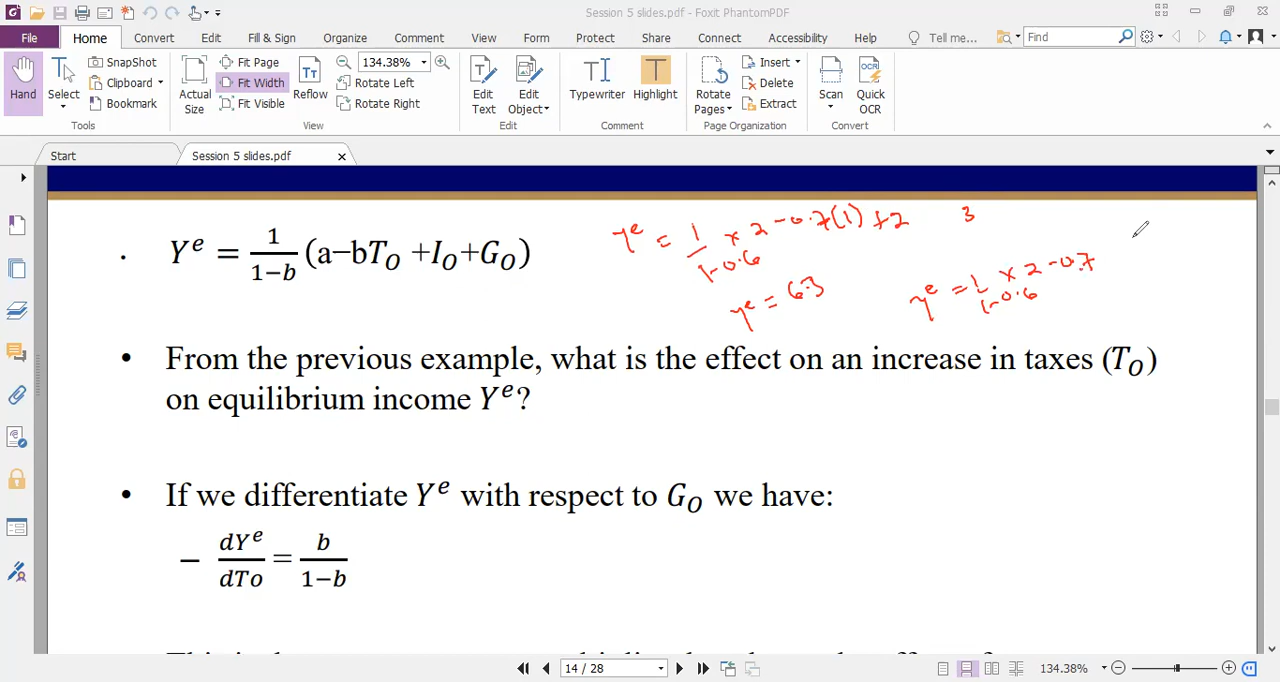 Session 5 slides.pdf - Foxit PhantomPDF
File Home Convert Edit Fill & Sign Organize Comment View Form Protect Share Connect Accessibility Help Tell me... Find
Hand
Select
SnapShot
Clipboard
Bookmark
Tools
Actual Size
Fit Page
Fit Width
Fit Visible
Reflow
134.38%
Rotate Left
Rotate Right
View
Edit Text
Edit Object
Edit
Typewriter
Highlight
Comment
Rotate Pages
Insert
Delete
Extract
Page Organization
Scan
Quick OCR
Convert
Start
Session 5 slides.pdf
. Y^e = 1/(1−b) (a−bT_O +I_O+G_O)
Y^e = 1/(1-0.6) x 2 -0.7(1) +2 3
Y^e = 6.3
Y^e = 1/(1-0.6) x 2 -0.7
• From the previous example, what is the effect on an increase in taxes (T_O)
on equilibrium income Y^e?
• If we differentiate Y^e with respect to G_O we have:
– dY^e/dTo = b/(1−b)
14 / 28
134.38%